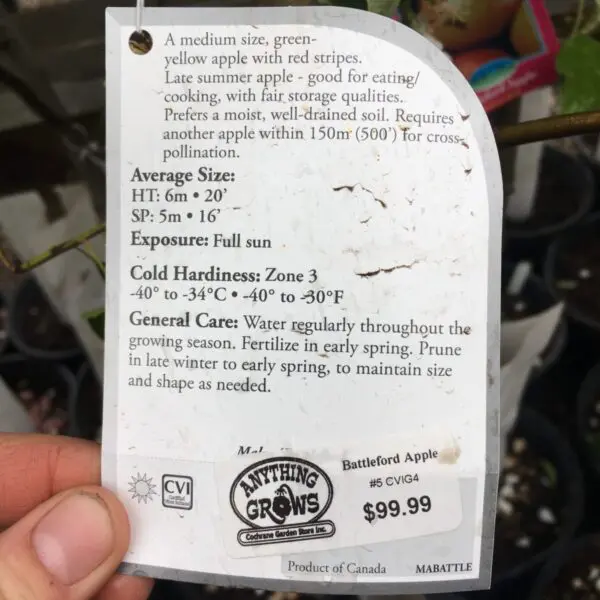 A medium size, green-
yellow apple with red stripes.
Late summer apple - good for eating/
cooking, with fair storage qualities.
Prefers a moist, well-drained soil. Requires
another apple within 150m (500') for cross-
pollination.
Average Size:
HT: 6m • 20'
SP: 5m • 16'
Exposure: Full sun
Cold Hardiness: Zone 3
-40° to -34°C • -40° to -30°F
General Care: Water regularly throughout the
growing season. Fertilize in early spring. Prune
in late winter to early spring, to maintain size
and shape as needed.
CVI
ANYTHING
GROWS
Cochrane Garden Store Inc.
Battleford Apple
#5 CVIG4
$99.99
Product of Canada MABATTLE